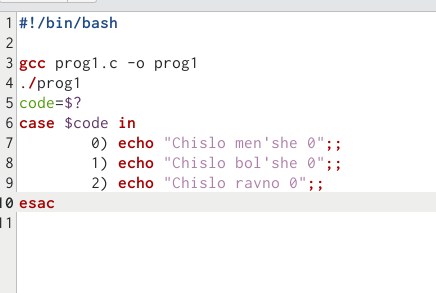 1 #!/bin/bash
2
3 gcc prog1.c -o prog1
4 ./prog1
5 code=$?
6 case $code in
7         0) echo "Chislo men'she 0";;
8         1) echo "Chislo bol'she 0";;
9         2) echo "Chislo ravno 0";;
10 esac
11